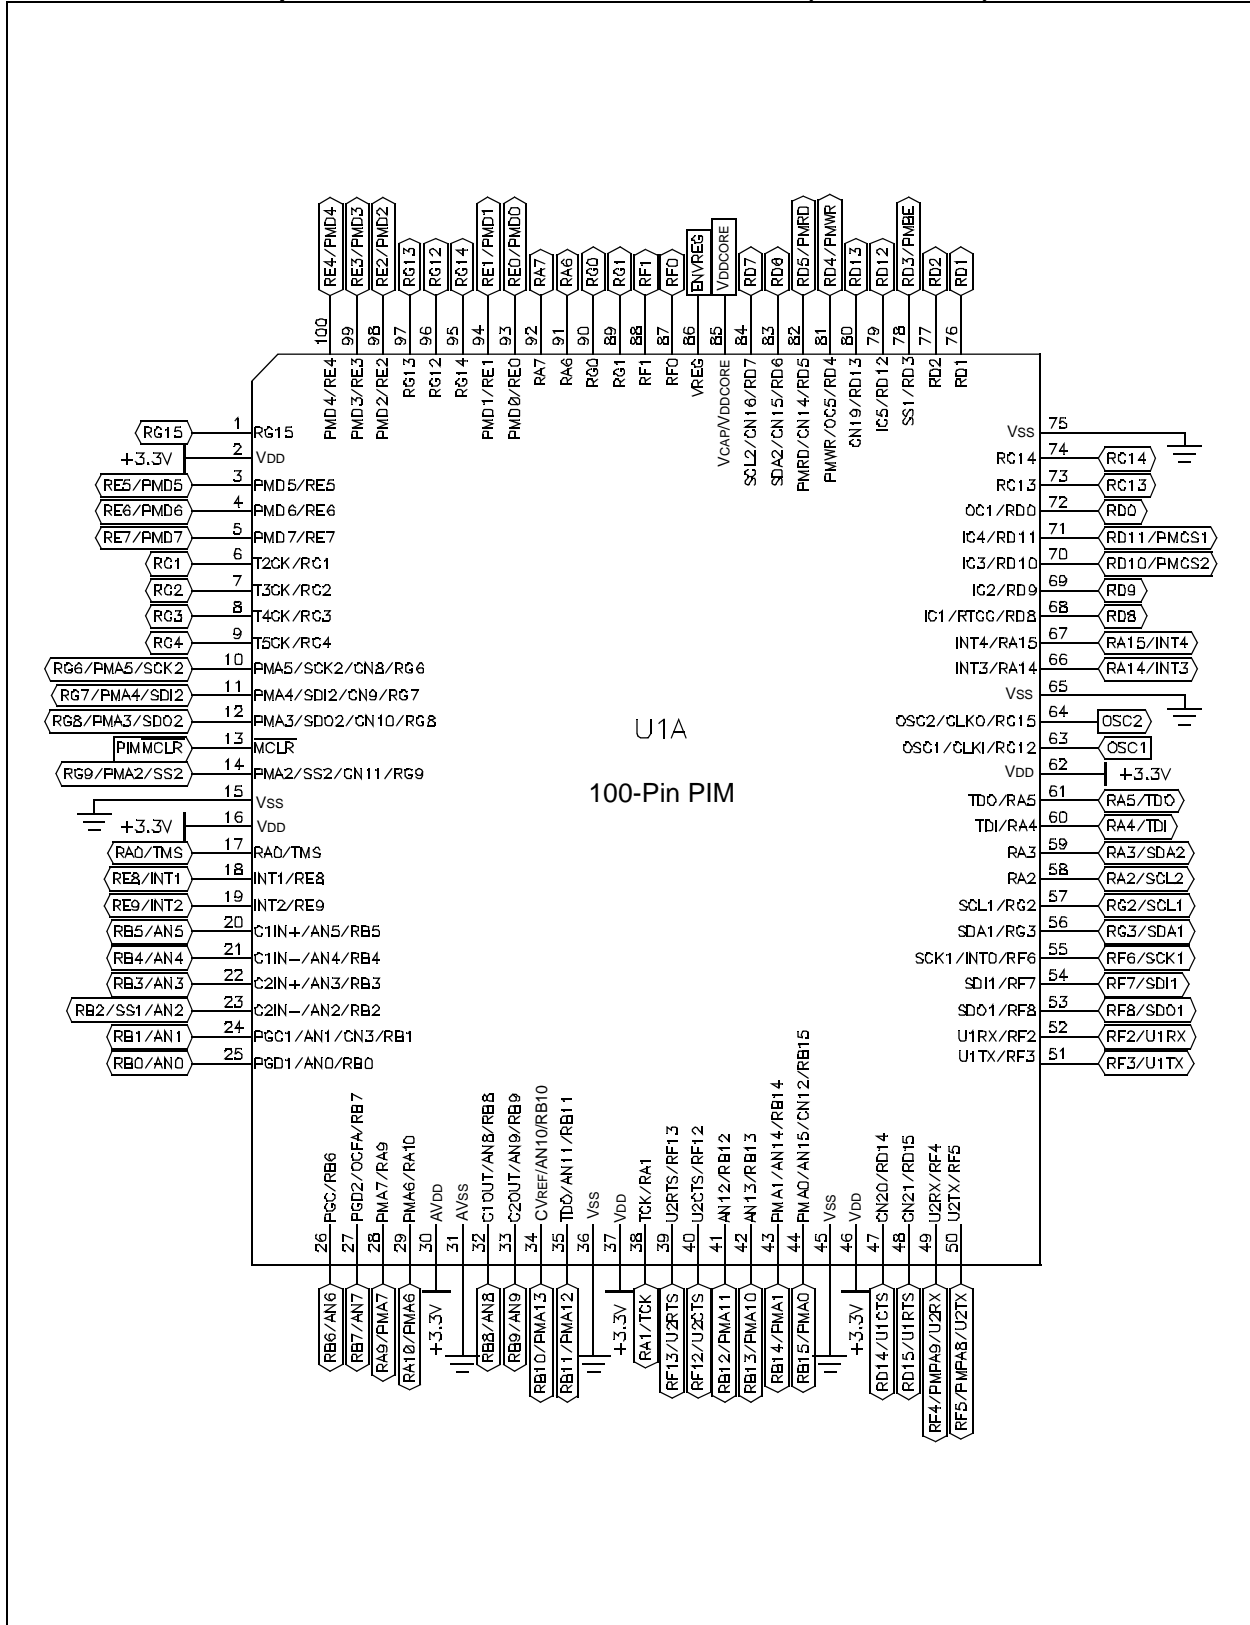 RE4/PMD4
RE3/PMD3
RE2/PMD2
RG13
RG12
RG14
RE1/PMD1
RE0/PMD0
RA7
RA6
RG0
RG1
RF1
RF0
ENVREG
VDDCORE
RD7
RD6
RD5/PMRD
RD4/PMWR
RD13
RD12
RD3/PMBE
RD2
RD1
100
99
98
97
96
95
94
93
92
91
90
89
88
87
86
85
84
83
82
81
80
79
78
77
76
PMD4/RE4
PMD3/RE3
PMD2/RE2
RG13
RG12
RG14
PMD1/RE1
PMD0/RE0
RA7
RA6
RG0
RG1
RF1
RF0
VREG
VCAP/VDDCORE
SCL2/CN16/RD7
SDA2/CN15/RD6
PMRD/CN14/RD5
PMWR/OC5/RD4
CN19/RD13
IC5/RD12
SS1/RD3
RD2
RD1
RG15 1 RG15
+3.3V 2 VDD
RE5/PMD5 3 PMD5/RE5
RE6/PMD6 4 PMD6/RE6
RE7/PMD7 5 PMD7/RE7
RC1 6 T2CK/RC1
RC2 7 T3CK/RC2
RC3 8 T4CK/RC3
RC4 9 T5CK/RC4
RG6/PMA5/SCK2 10 PMA5/SCK2/CN8/RG6
RG7/PMA4/SDI2 11 PMA4/SDI2/CN9/RG7
RG8/PMA3/SDO2 12 PMA3/SDO2/CN10/RG8
PIMMCLR 13 MCLR
RG9/PMA2/SS2 14 PMA2/SS2/CN11/RG9
15 VSS
+3.3V 16 VDD
RA0/TMS 17 RA0/TMS
RE8/INT1 18 INT1/RE8
RE9/INT2 19 INT2/RE9
RB5/AN5 20 C1IN+/AN5/RB5
RB4/AN4 21 C1IN-/AN4/RB4
RB3/AN3 22 C2IN+/AN3/RB3
RB2/SS1/AN2 23 C2IN-/AN2/RB2
RB1/AN1 24 PGC1/AN1/CN3/RB1
RB0/AN0 25 PGD1/AN0/RB0
U1A
100-Pin PIM
VSS 75
RC14 74 RC14
RC13 73 RC13
OC1/RD0 72 RD0
IC4/RD11 71 RD11/PMCS1
IC3/RD10 70 RD10/PMCS2
IC2/RD9 69 RD9
IC1/RTCC/RD8 68 RD8
INT4/RA15 67 RA15/INT4
INT3/RA14 66 RA14/INT3
VSS 65
OSC2/CLKO/RC15 64 OSC2
OSC1/CLKI/RC12 63 OSC1
VDD 62 +3.3V
TDO/RA5 61 RA5/TDO
TDI/RA4 60 RA4/TDI
RA3 59 RA3/SDA2
RA2 58 RA2/SCL2
SCL1/RG2 57 RG2/SCL1
SDA1/RG3 56 RG3/SDA1
SCK1/INT0/RF6 55 RF6/SCK1
SDI1/RF7 54 RF7/SDI1
SDO1/RF8 53 RF8/SDO1
U1RX/RF2 52 RF2/U1RX
U1TX/RF3 51 RF3/U1TX
PGC/RB6
PGD2/OCFA/RB7
PMA7/RA9
PMA6/RA10
AVDD
AVSS
C1OUT/AN8/RB8
C2OUT/AN9/RB9
CVREF/AN10/RB10
TDO/AN11/RB11
VSS
VDD
TCK/RA1
U2RTS/RF13
U2CTS/RF12
AN12/RB12
AN13/RB13
PMA1/AN14/RB14
PMA0/AN15/CN12/RB15
VSS
VDD
CN20/RD14
CN21/RD15
U2RX/RF4
U2TX/RF5
26
27
28
29
30
31
32
33
34
35
36
37
38
39
40
41
42
43
44
45
46
47
48
49
50
RB6/AN6
RB7/AN7
RA9/PMA7
RA10/PMA6
+3.3V
RB8/AN8
RB9/AN9
RB10/PMA13
RB11/PMA12
+3.3V
RA1/TCK
RF13/U2RTS
RF12/U2CTS
RB12/PMA11
RB13/PMA10
RB14/PMA1
RB15/PMA0
+3.3V
RD14/U1CTS
RD15/U1RTS
RF4/PMPA9/U2RX
RF5/PMPA8/U2TX